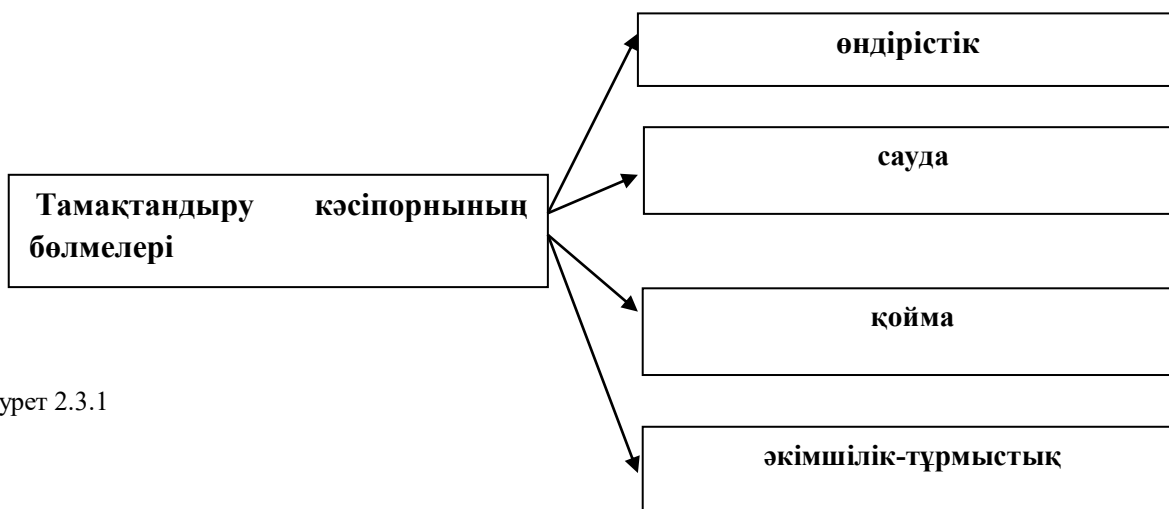 өндірістік
сауда
Тамақтандыру кәсіпорнының
бөлмелері
қойма
урет 2.3.1
әкімшілік-тұрмыстық